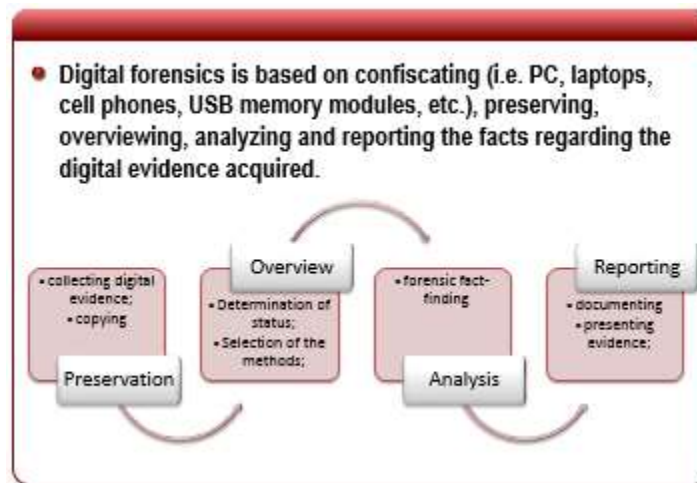 Digital forensics is based on confiscating (i.e. PC, laptops,
cell phones, USB memory modules, etc.), preserving,
overviewing, analyzing and reporting the facts regarding the
digital evidence acquired.
• collecting digital
evidence;
• copying
Preservation
Overview
• Determination of
status;
• Selection of the
methods;
• forensic fact-
finding
Analysis
Reporting
• documenting
• presenting
evidence;